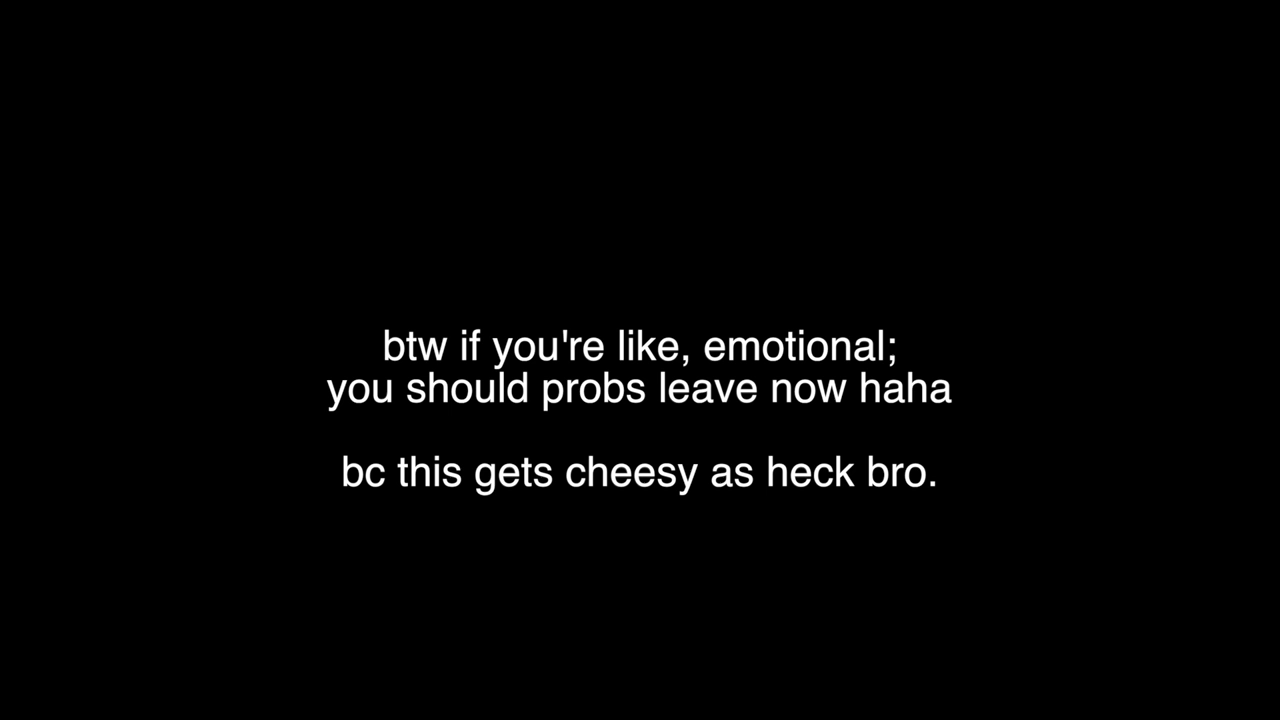 btw if you're like, emotional;
you should probs leave now haha
bc this gets cheesy as heck bro.